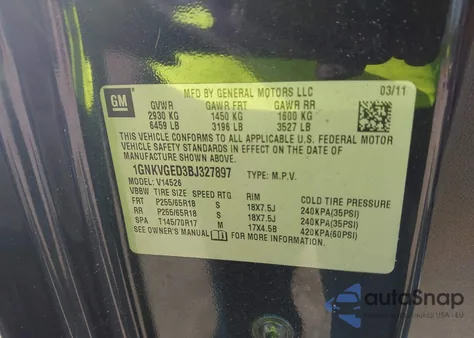 GM
MFD BY GENERAL MOTORS LLC 03/11
GVWR GAWR FRT GAWR RR
2930 KG 1450 KG 1600 KG
6459 LB 3196 LB 3527 LB
THIS VEHICLE CONFORMS TO ALL APPLICABLE U.S. FEDERAL MOTOR
VEHICLE SAFETY STANDARDS IN EFFECT ON THE DATE OF
MANUFACTURE SHOWN ABOVE.
1GNKVGED3BJ327897 TYPE: M.P.V.
MODEL: V14526
VBBW TIRE SIZE SPEED RTG RIM COLD TIRE PRESSURE
FRT P255/65R18 S 18X7.5J 240KPA(35PSI)
RR P255/65R18 S 18X7.5J 240KPA(35PSI)
SPA T145/70R17 M 17X4.5B 420KPA(60PSI)
SEE OWNER'S MANUAL FOR MORE INFORMATION
autoSnap
USA - EU